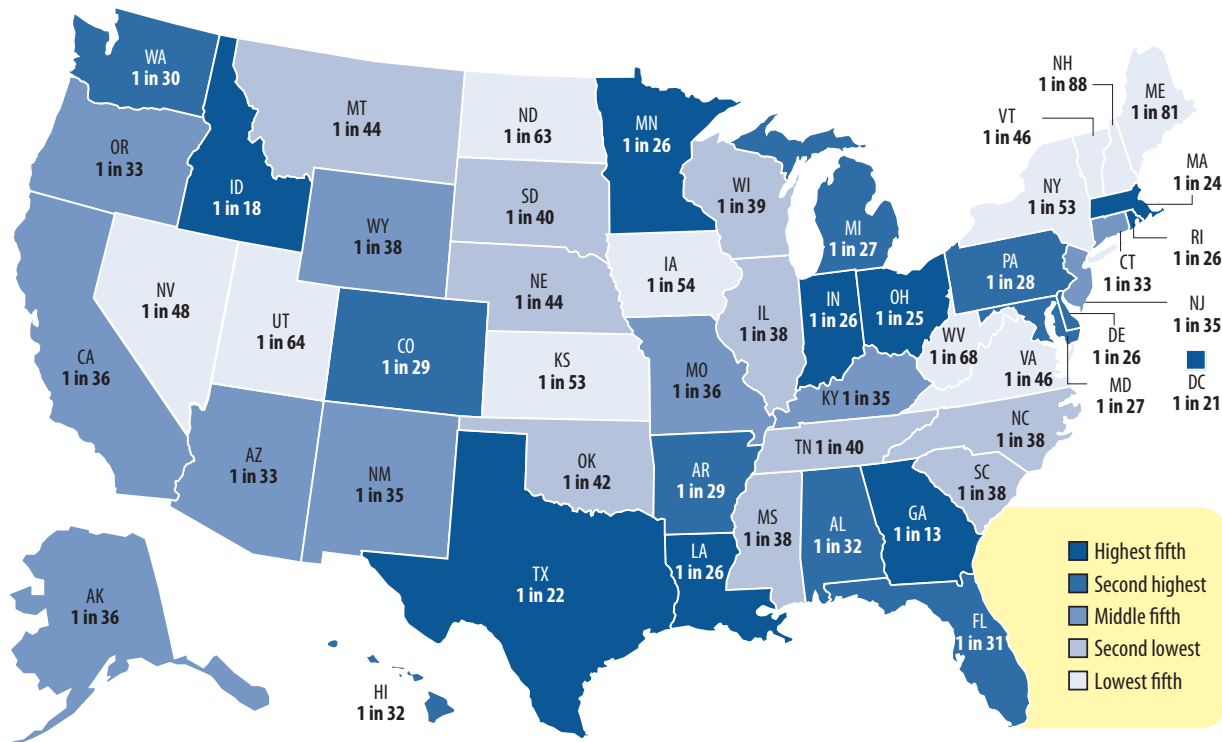 WA
1 in 30
OR
1 in 33
CA
1 in 36
ID
1 in 18
NV
1 in 48
MT
1 in 44
WY
1 in 38
UT
1 in 64
CO
1 in 29
AZ
1 in 33
NM
1 in 35
ND
1 in 63
SD
1 in 40
NE
1 in 44
KS
1 in 53
OK
1 in 42
TX
1 in 22
MN
1 in 26
IA
1 in 54
MO
1 in 36
AR
1 in 29
LA
1 in 26
WI
1 in 39
IL
1 in 38
MI
1 in 27
IN
1 in 26
OH
1 in 25
KY 1 in 35
TN 1 in 40
MS
1 in 38
AL
1 in 32
GA
1 in 13
FL
1 in 31
SC
1 in 38
NC
1 in 38
VA
1 in 46
WV
1 in 68
PA
1 in 28
NY
1 in 53
VT
1 in 46
NH
1 in 88
ME
1 in 81
MA
1 in 24
RI
1 in 26
CT
1 in 33
NJ
1 in 35
DE
1 in 26
MD
1 in 27
DC
1 in 21
AK
1 in 36
HI
1 in 32
Highest fifth
Second highest
Middle fifth
Second lowest
Lowest fifth